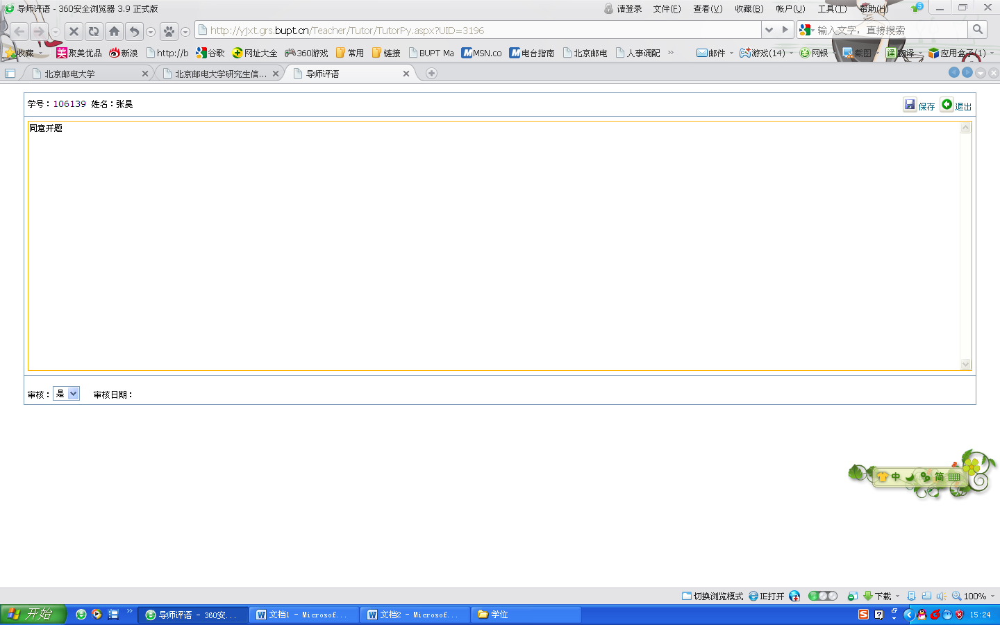 导师评语 - 360安全浏览器 3.9 正式版
请登录 文件(F) 查看(V) 收藏(B) 帐户(U) 工具(T) 帮助(H) 5
http://yjxt.grs.bupt.cn/Teacher/Tutor/TutorPy.aspx?UID=3196 输入文字，直接搜索
收藏 美 聚美优品 新浪 http://b 谷歌 网址大全 360游戏 常用 链接 BUPT Ma MSN.co 电台指南 北京邮电 人事调配 » 邮件 游戏(14) 网银 截图 译 翻译 应用盒子(1)
北京邮电大学 北京邮电大学研究生信... 导师评语
学号：106139 姓名：张昊 保存 退出
同意开题
审核：是 审核日期：
中 简
切换浏览模式 IE打开 下载 100%
开始 » 导师评语 - 360安... 文档1 - Microsof... 文档2 - Microsof... 学位 15:24